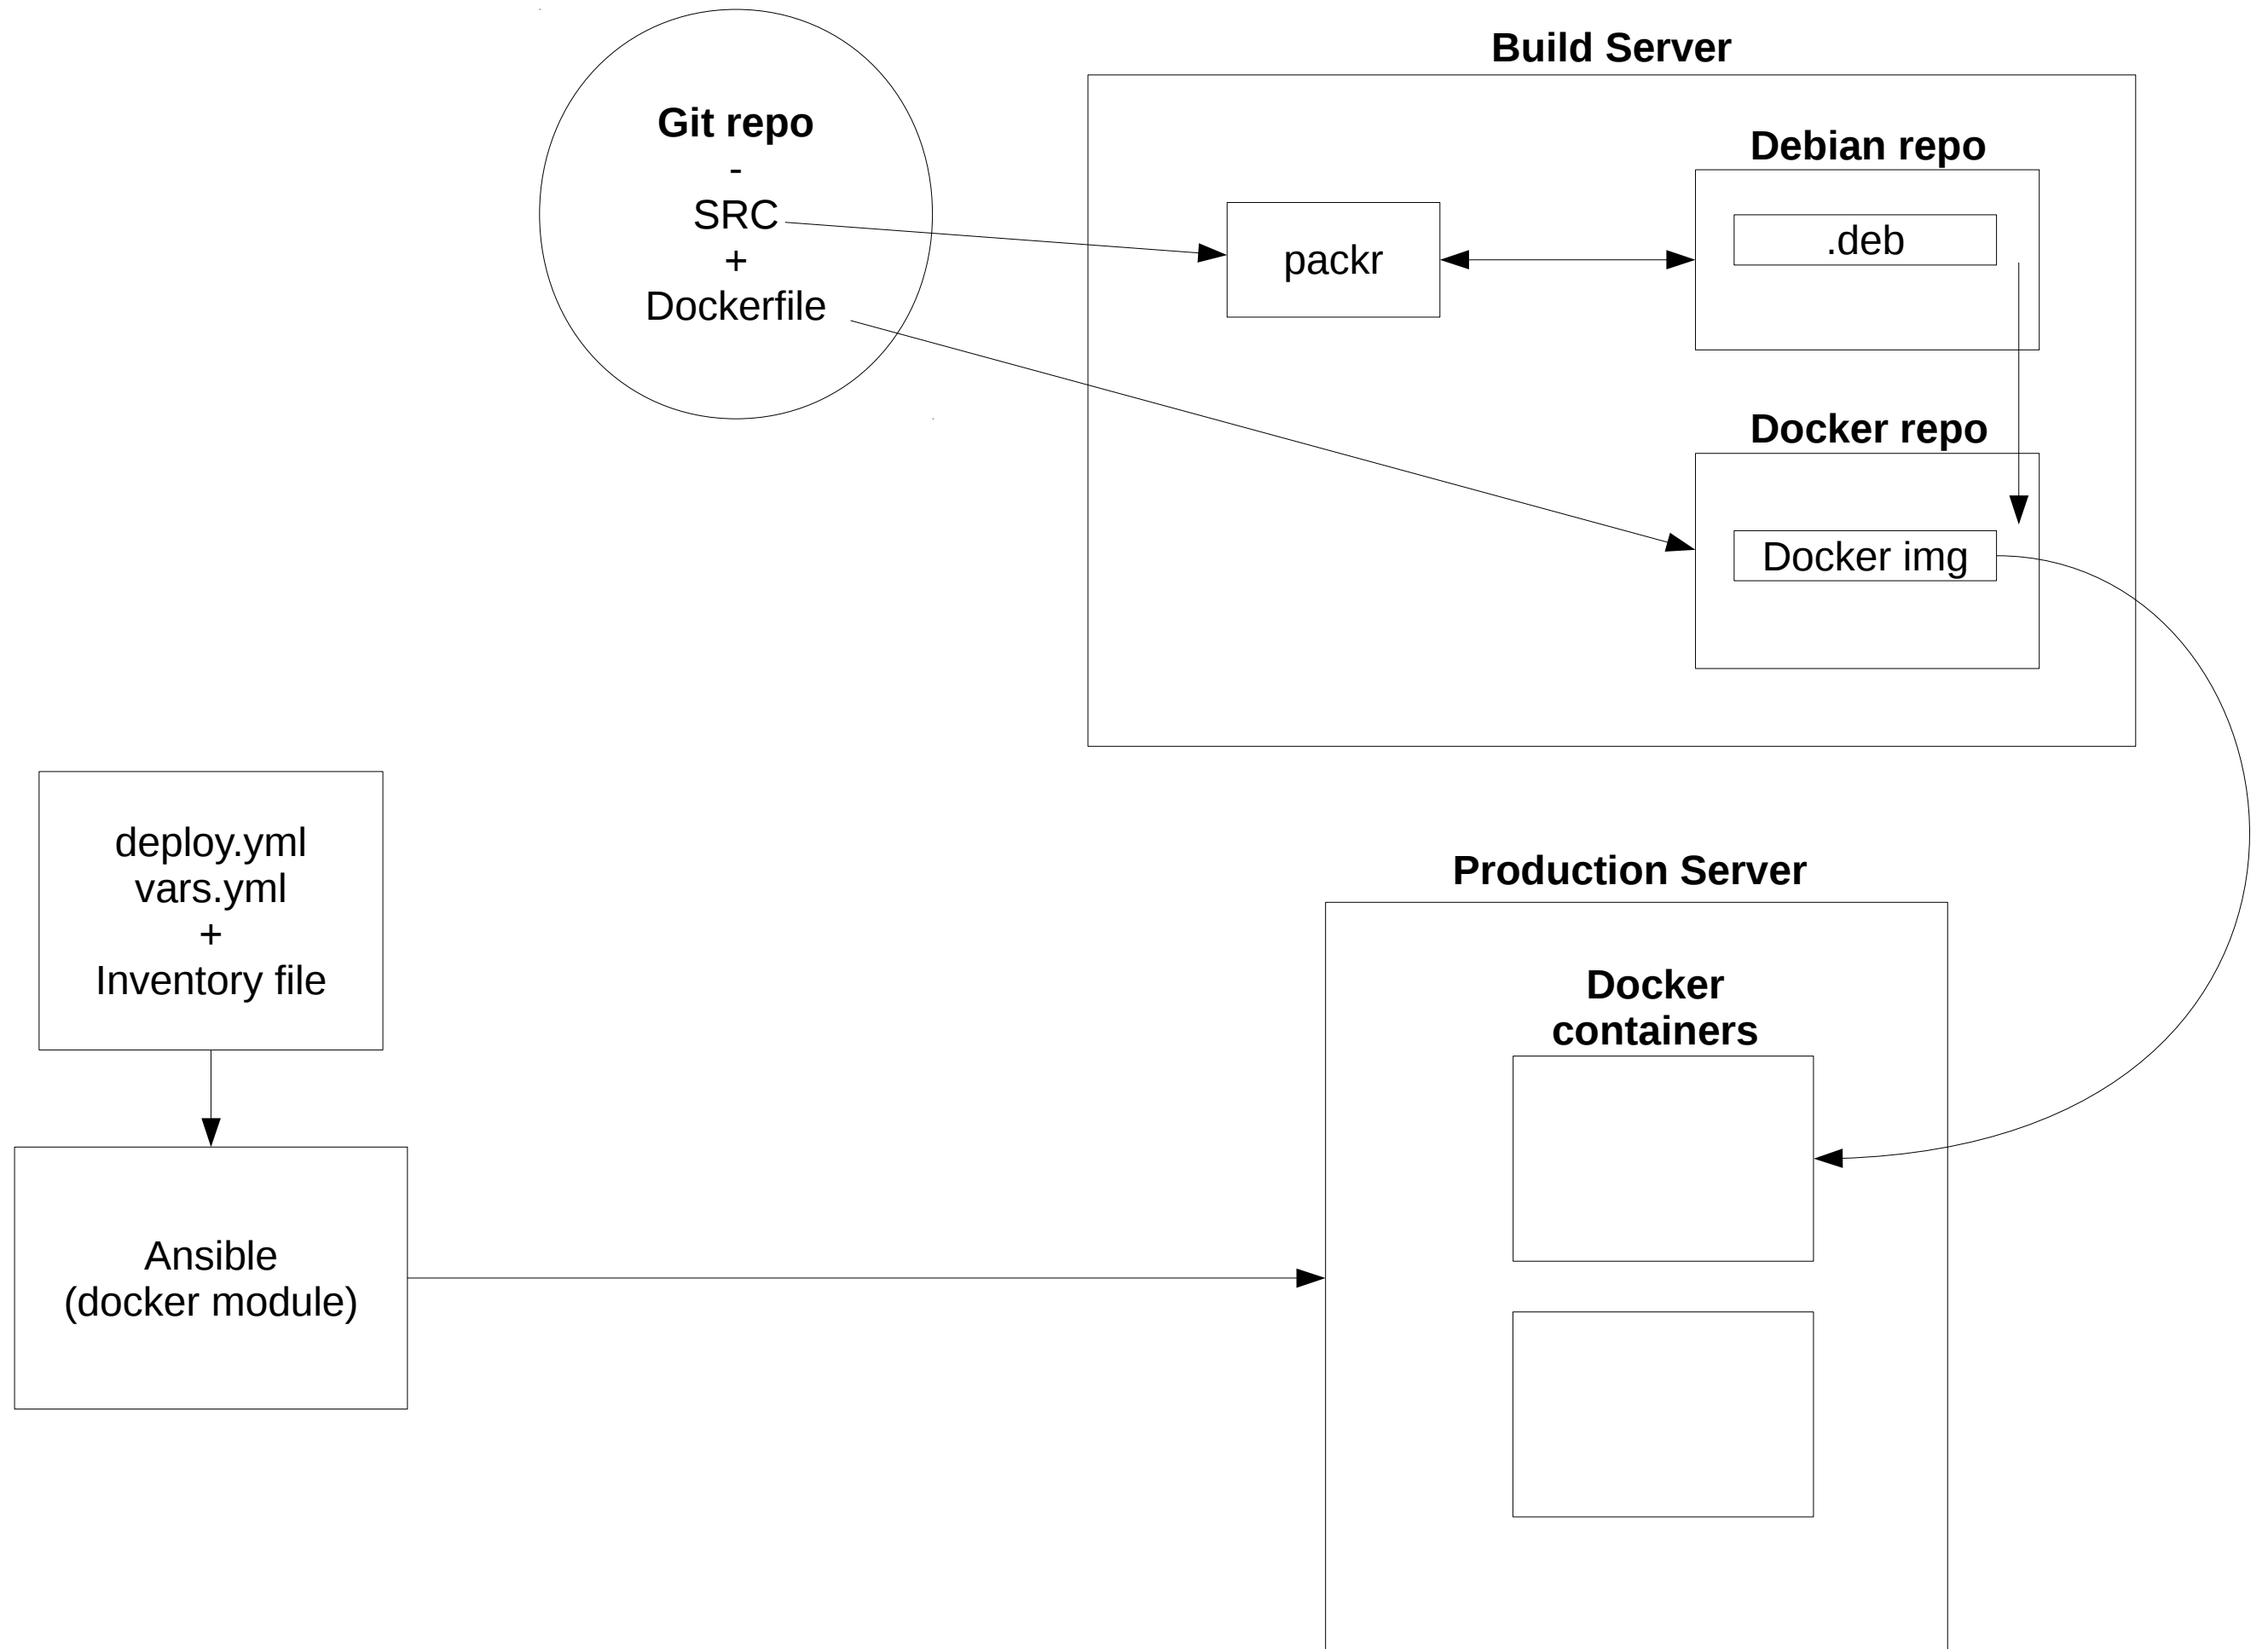 Build Server
Git repo
-
SRC
+
Dockerfile
packr
Debian repo
.deb
Docker repo
Docker img
deploy.yml
vars.yml
+
Inventory file
Ansible
(docker module)
Production Server
Docker
containers